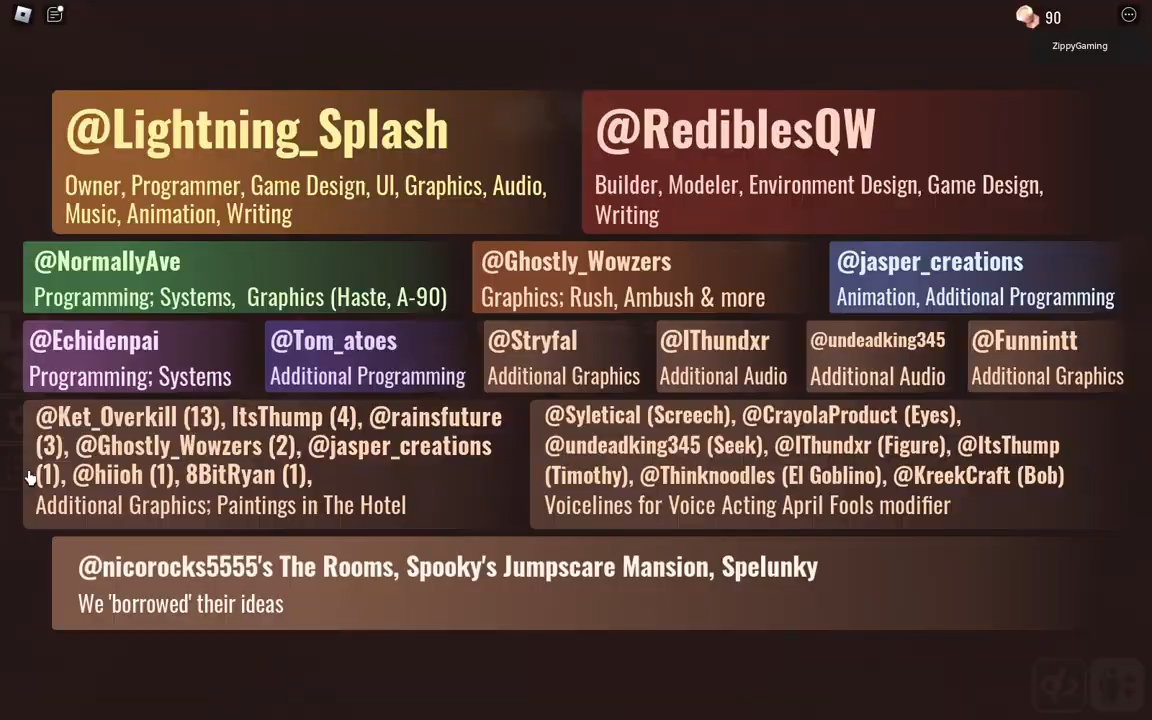 90
ZippyGaming
@Lightning_Splash
Owner, Programmer, Game Design, UI, Graphics, Audio,
Music, Animation, Writing
@RediblesQW
Builder, Modeler, Environment Design, Game Design,
Writing
@NormallyAve
Programming; Systems, Graphics (Haste, A-90)
@Ghostly_Wowzers
Graphics; Rush, Ambush & more
@jasper_creations
Animation, Additional Programming
@Echidenpai
Programming; Systems
@Tom_atoes
Additional Programming
@Stryfal
Additional Graphics
@IThundxr
Additional Audio
@undeadking345
Additional Audio
@Funnintt
Additional Graphics
@Ket_Overkill (13), ItsThump (4), @rainsfuture
(3), @Ghostly_Wowzers (2), @jasper_creations
(1), @hiioh (1), 8BitRyan (1),
Additional Graphics; Paintings in The Hotel
@Syletical (Screech), @CrayolaProduct (Eyes),
@undeadking345 (Seek), @IThundxr (Figure), @ItsThump
(Timothy), @Thinknoodles (El Goblino), @KreekCraft (Bob)
Voicelines for Voice Acting April Fools modifier
@nicorocks5555's The Rooms, Spooky's Jumpscare Mansion, Spelunky
We 'borrowed' their ideas